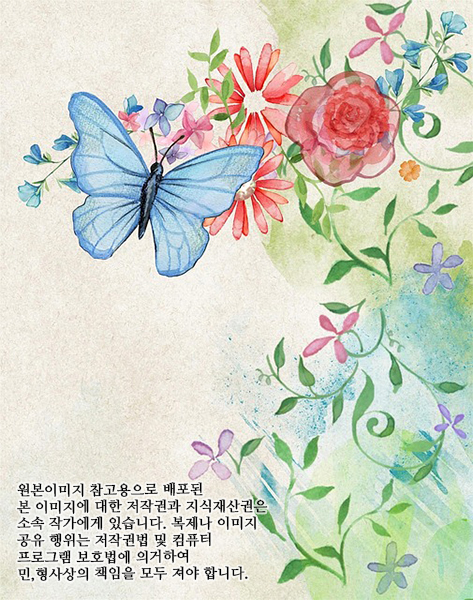 원본이미지 참고용으로 배포된
본 이미지에 대한 저작권과 지식재산권은
소속 작가에게 있습니다. 복제나 이미지
공유 행위는 저작권법 및 컴퓨터
프로그램 보호법에 의거하여
민,형사상의 책임을 모두 져야 합니다.